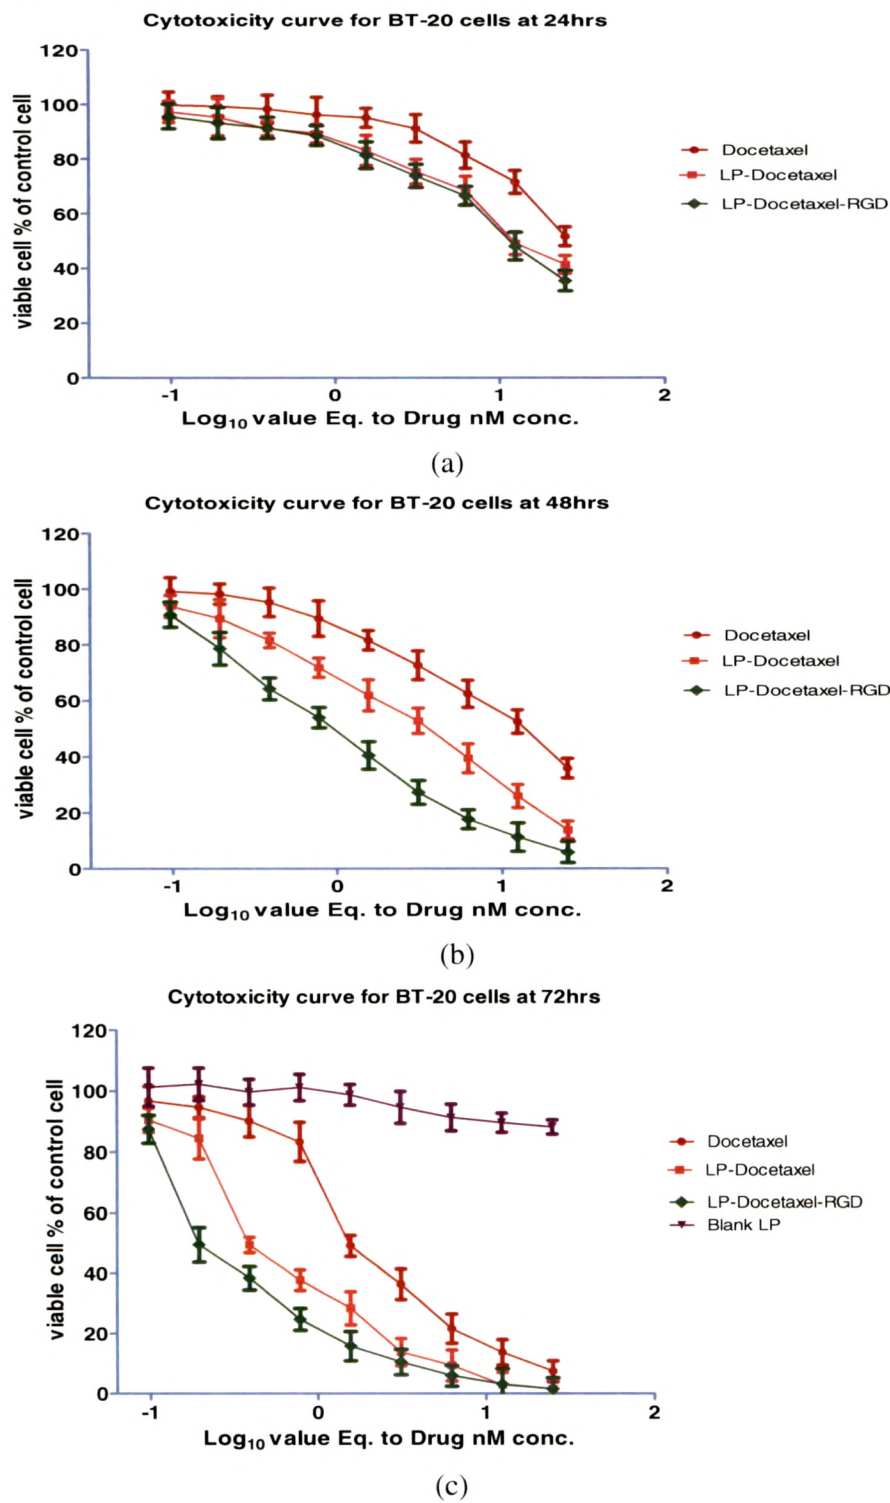 Cytotoxicity curve for BT-20 cells at 24hrs
120
100
80
60
40
20
0
viable cell % of control cell
-1
0
1
2
Log10 value Eq. to Drug nM conc.
Docetaxel
LP-Docetaxel
LP-Docetaxel-RGD
(a)
Cytotoxicity curve for BT-20 cells at 48hrs
120
100
80
60
40
20
0
viable cell % of control cell
-1
0
1
2
Log10 value Eq. to Drug nM conc.
Docetaxel
LP-Docetaxel
LP-Docetaxel-RGD
(b)
Cytotoxicity curve for BT-20 cells at 72hrs
120
100
80
60
40
20
0
viable cell % of control cell
-1
0
1
2
Log10 value Eq. to Drug nM conc.
Docetaxel
LP-Docetaxel
LP-Docetaxel-RGD
Blank LP
(c)